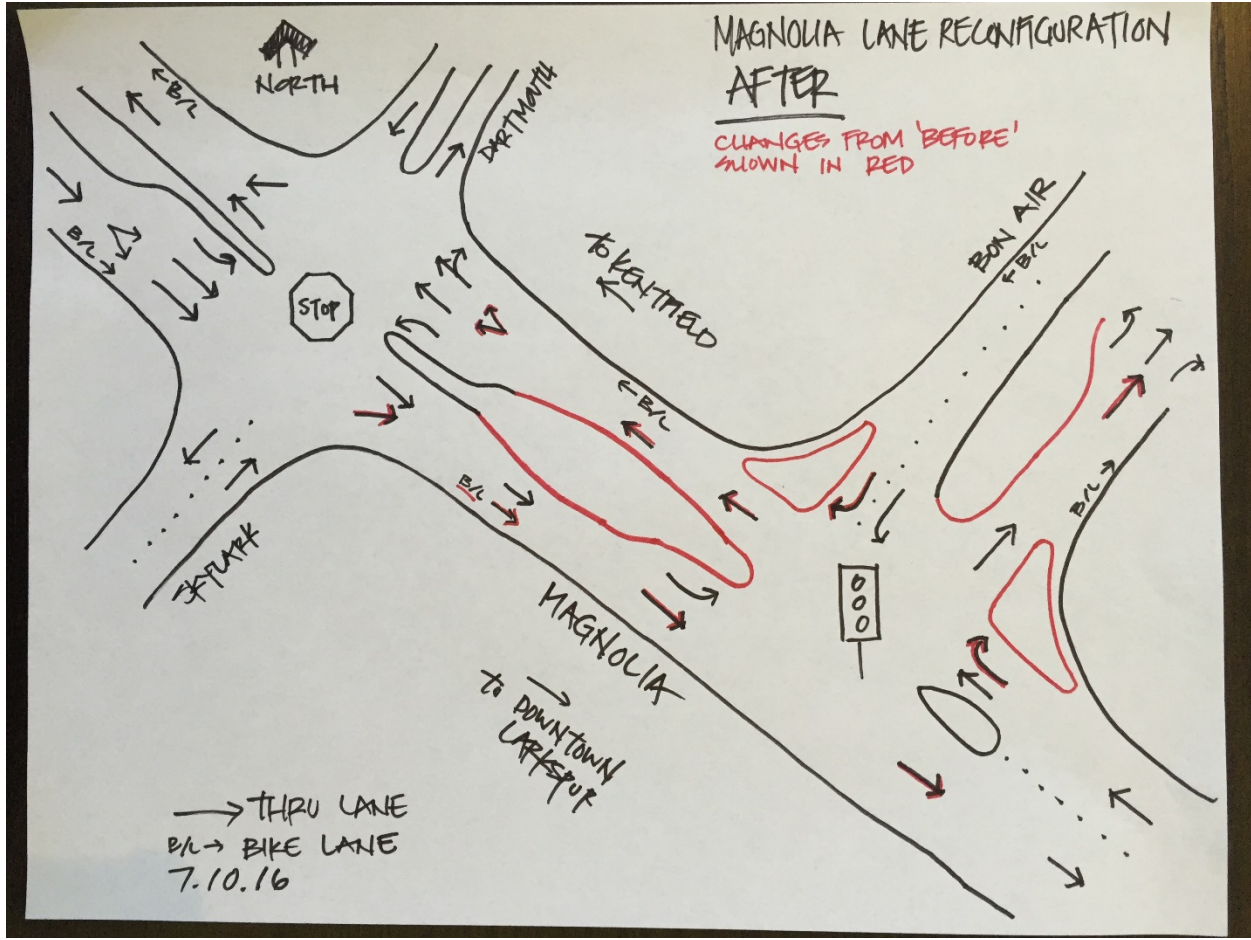 MAGNOLIA LANE RECONFIGURATION
AFTER
CHANGES FROM 'BEFORE'
SHOWN IN RED
NORTH
B/L
DARTMOUTH
B/L
STOP
to KENTFIELD
BON AIR
B/L
B/L
B/L
B/L
SKYLARK
MAGNOLIA
to DOWNTOWN
LARKSPUR
THRU LANE
B/L → BIKE LANE
7.10.16